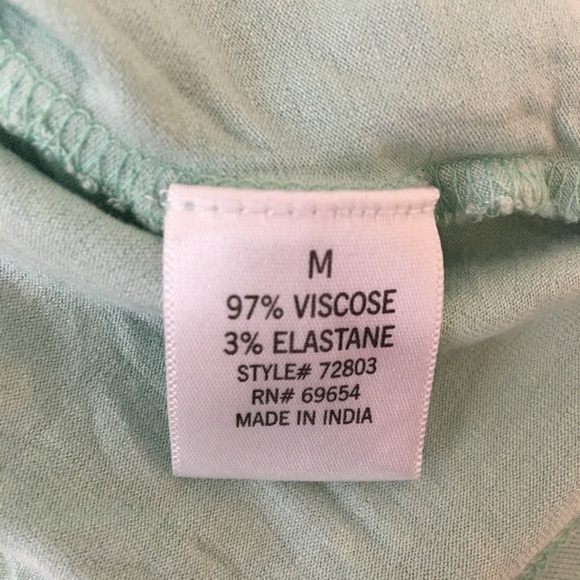 M
97% VISCOSE
3% ELASTANE
STYLE# 72803
RN# 69654
MADE IN INDIA